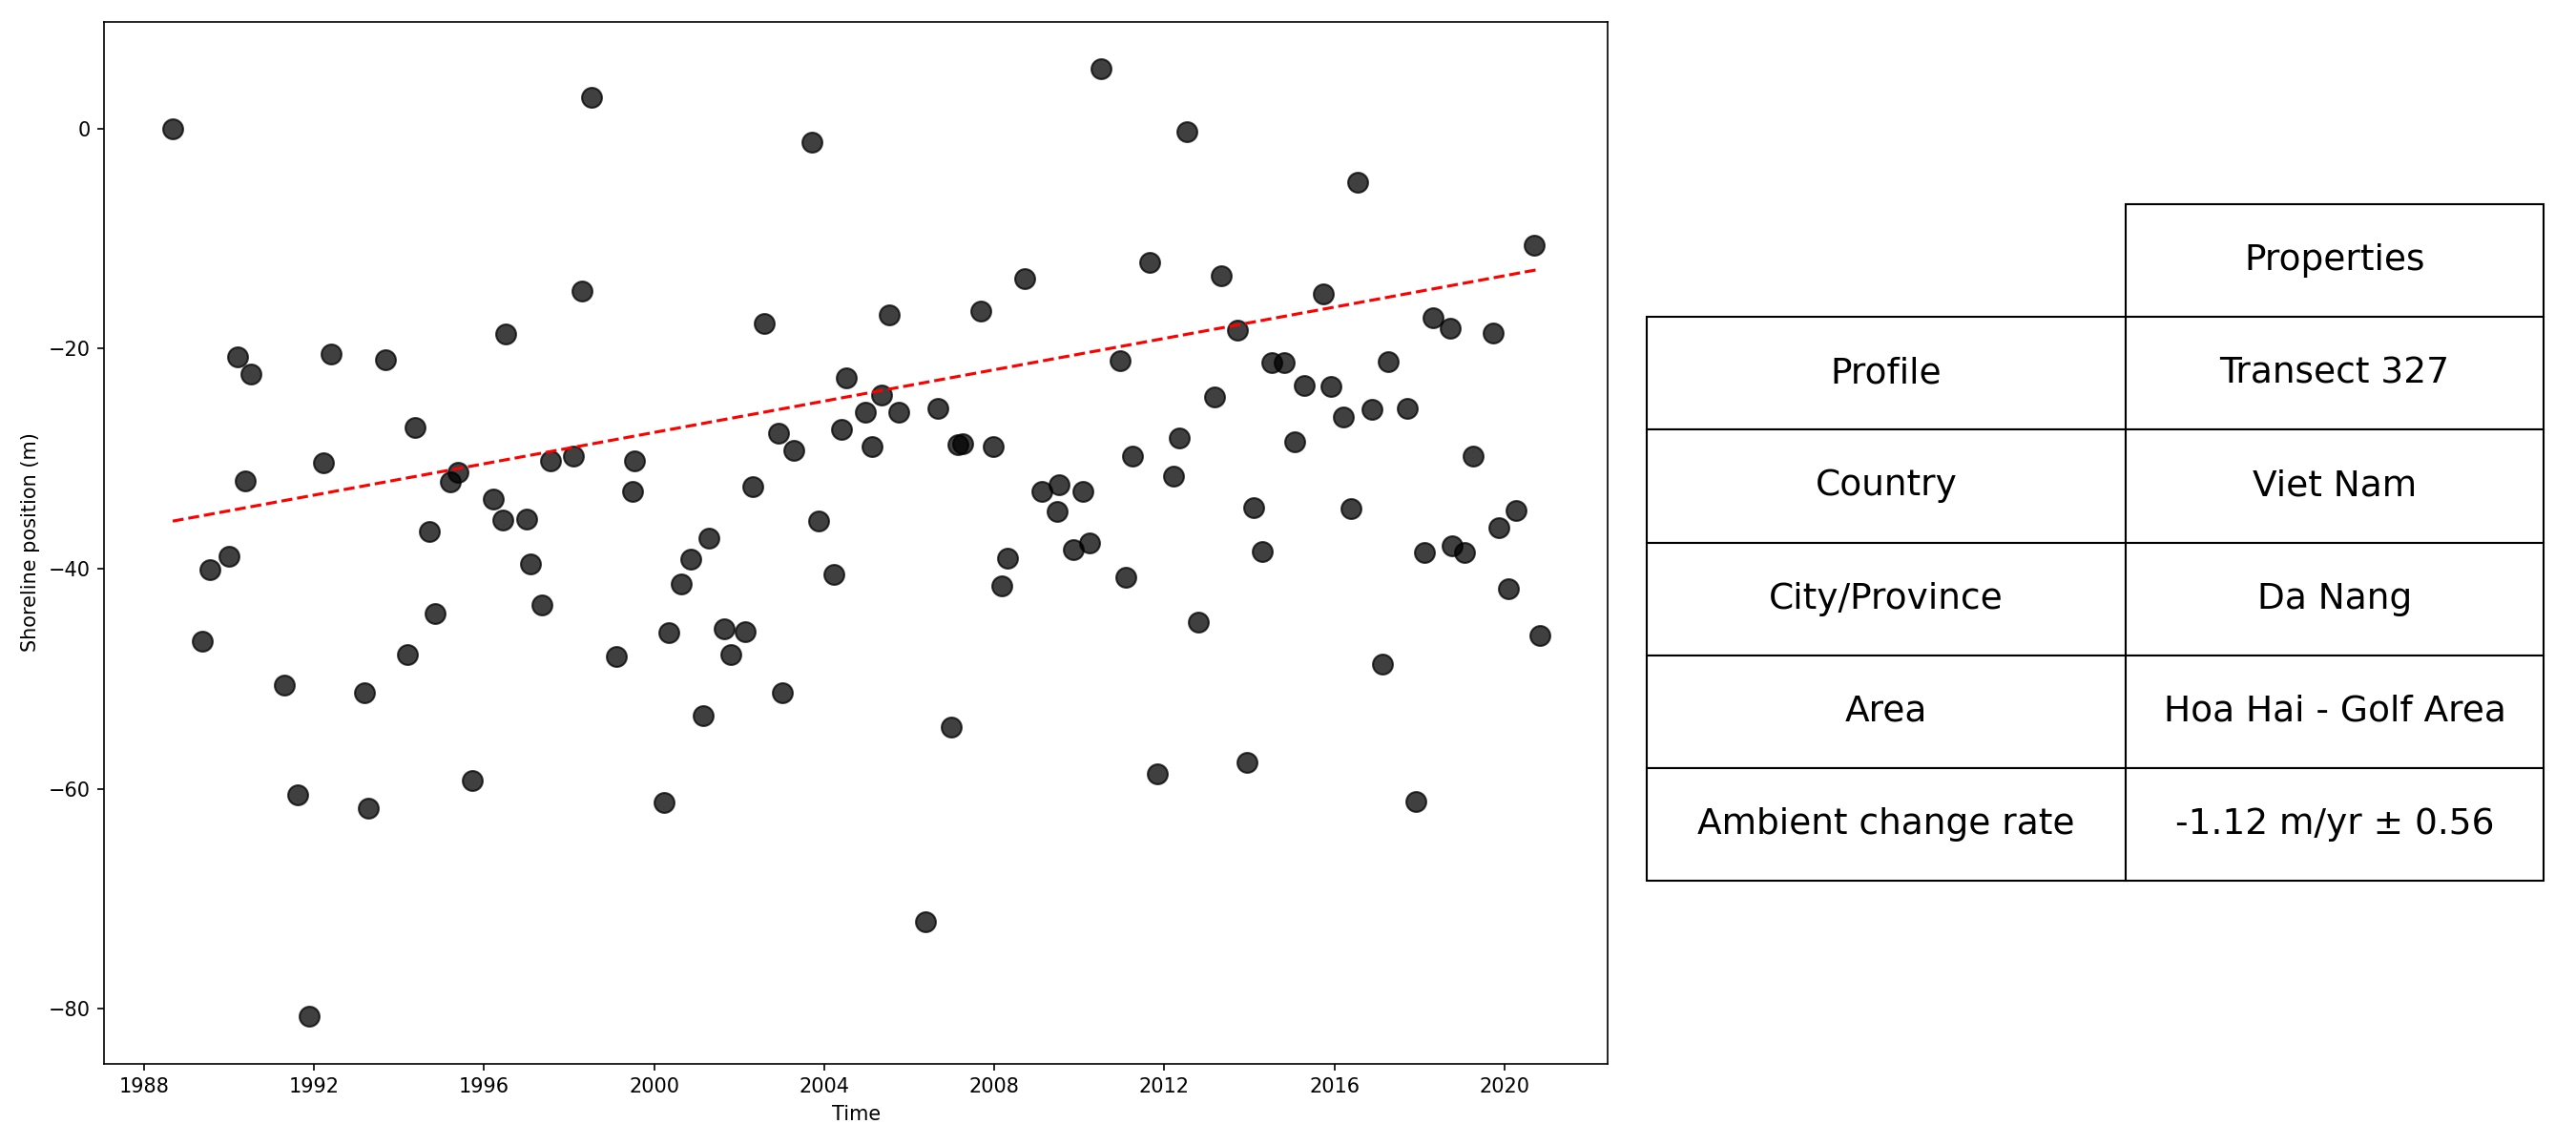 Shoreline position (m)
0
−20
−40
−60
−80
1988 1992 1996 2000 2004 2008 2012 2016 2020
Time
Properties
Profile Transect 327
Country Viet Nam
City/Province Da Nang
Area Hoa Hai - Golf Area
Ambient change rate -1.12 m/yr ± 0.56